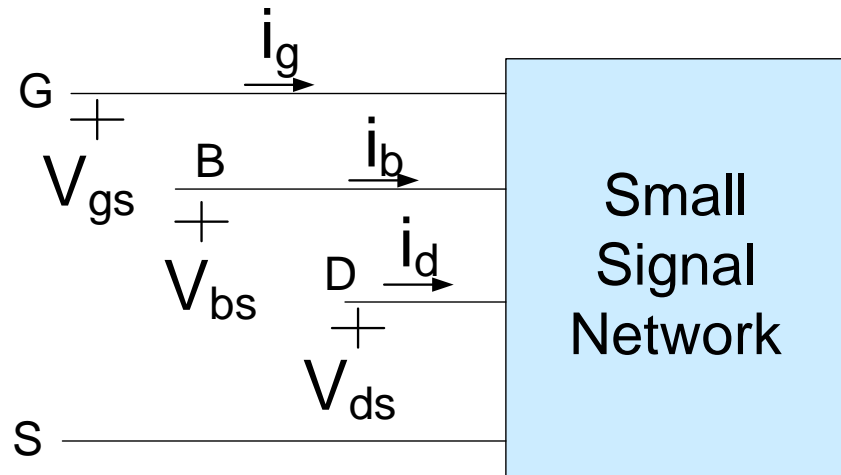 i_g
G
V_gs
B
i_b
V_bs
D
i_d
V_ds
S
Small
Signal
Network